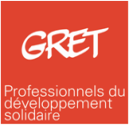 GRET
Professionnels du
développement
solidaire